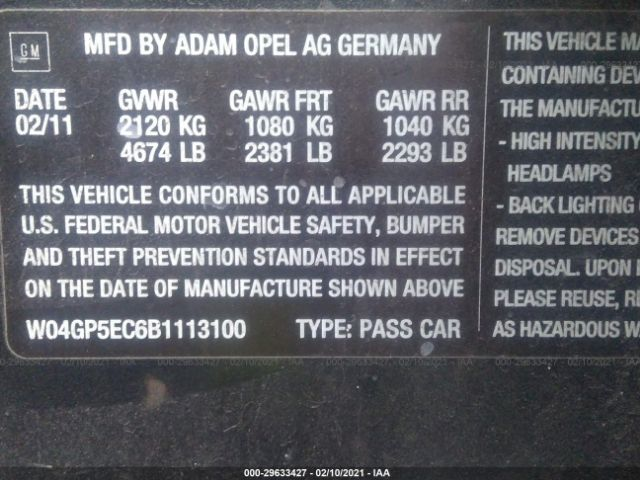 GM
MFD BY ADAM OPEL AG GERMANY
DATE GVWR GAWR FRT GAWR RR
02/11 2120 KG 1080 KG 1040 KG
4674 LB 2381 LB 2293 LB
THIS VEHICLE CONFORMS TO ALL APPLICABLE
U.S. FEDERAL MOTOR VEHICLE SAFETY, BUMPER
AND THEFT PREVENTION STANDARDS IN EFFECT
ON THE DATE OF MANUFACTURE SHOWN ABOVE
W04GP5EC6B1113100 TYPE: PASS CAR
THIS VEHICLE MA
CONTAINING DEV
THE MANUFACTU
- HIGH INTENSITY
HEADLAMPS
- BACK LIGHTING
REMOVE DEVICES
DISPOSAL. UPON
PLEASE REUSE, R
AS HAZARDOUS WA
000-29633427 - 02/10/2021 - IAA